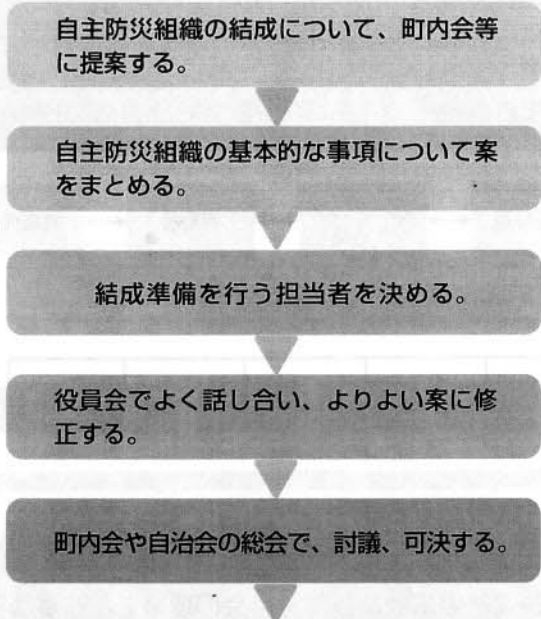 自主防災組織の結成について、町内会等
に提案する。
自主防災組織の基本的な事項について案
をまとめる。
結成準備を行う担当者を決める。
役員会でよく話し合い、よりよい案に修
正する。
町内会や自治会の総会で、討議、可決する。